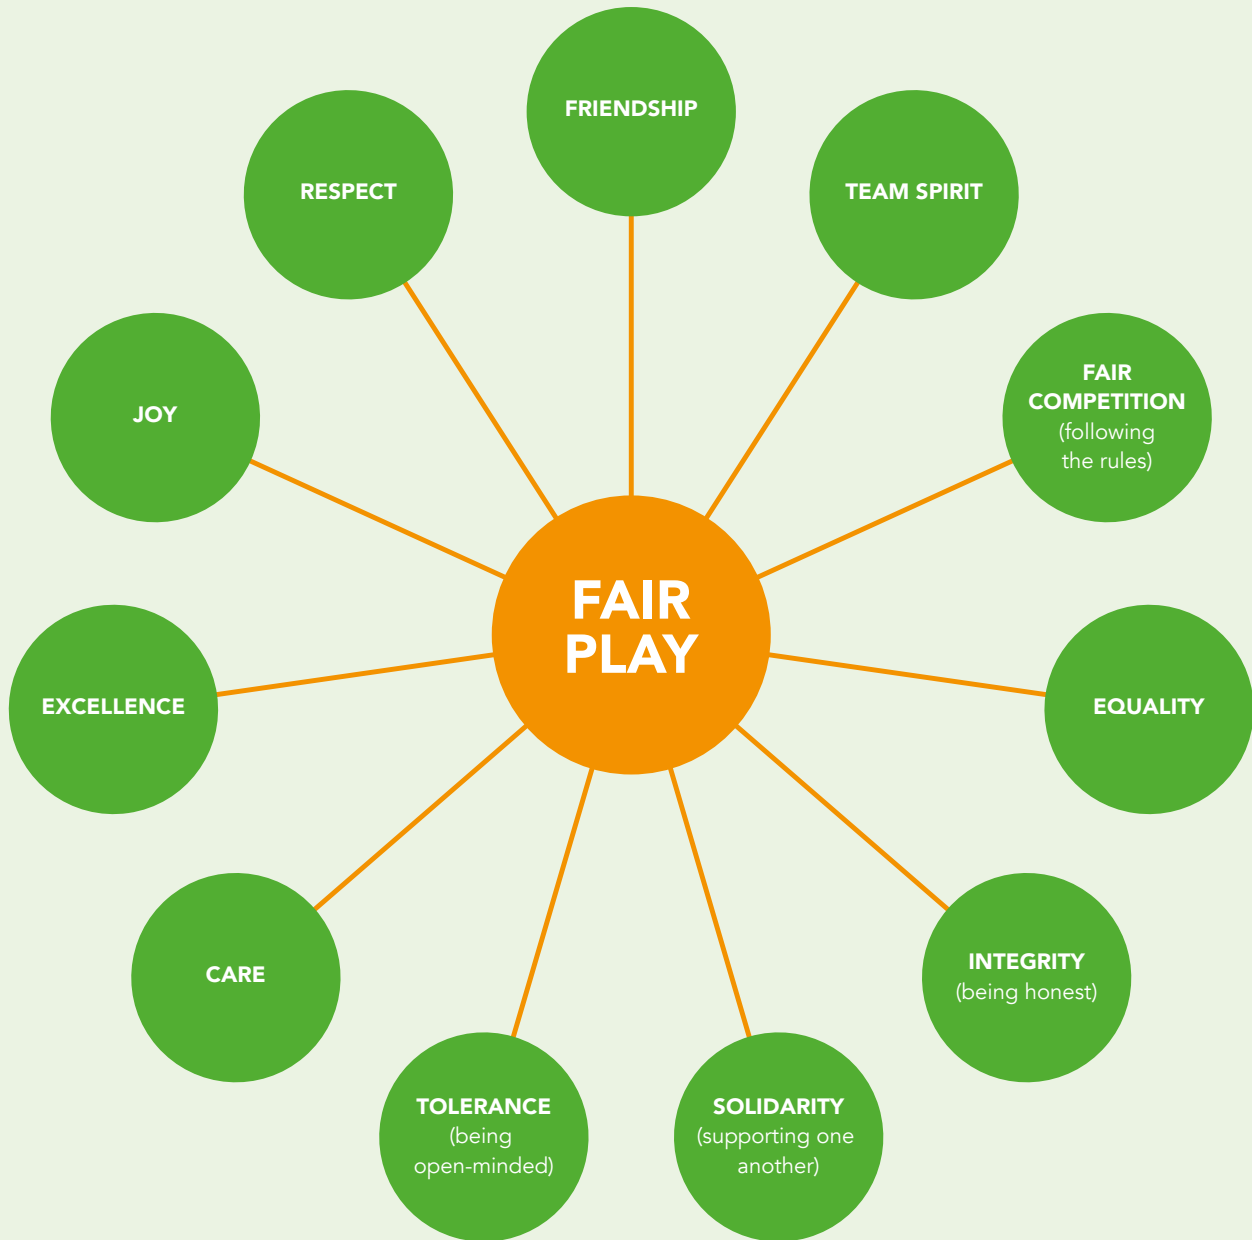 FRIENDSHIP
RESPECT
TEAM SPIRIT
JOY
FAIR
COMPETITION
(following
the rules)
FAIR
PLAY
EXCELLENCE
EQUALITY
CARE
INTEGRITY
(being honest)
TOLERANCE
(being
open-minded)
SOLIDARITY
(supporting one
another)